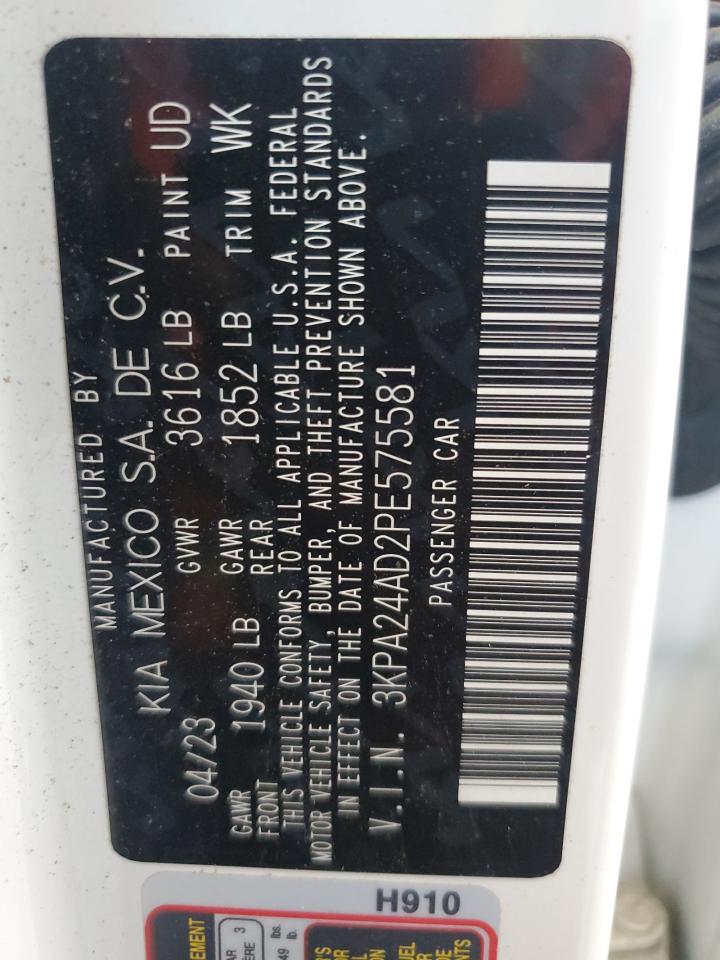 MANUFACTURED BY
KIA MEXICO S.A. DE C.V.
04/23 GVWR 3616 LB PAINT UD
GAWR FRONT 1940 LB GAWR REAR 1852 LB TRIM WK
THIS VEHICLE CONFORMS TO ALL APPLICABLE U.S.A. FEDERAL
MOTOR VEHICLE SAFETY, BUMPER, AND THEFT PREVENTION STANDARDS
IN EFFECT ON THE DATE OF MANUFACTURE SHOWN ABOVE.
V.I.N. 3KPA24AD2PE575581
PASSENGER CAR
H910